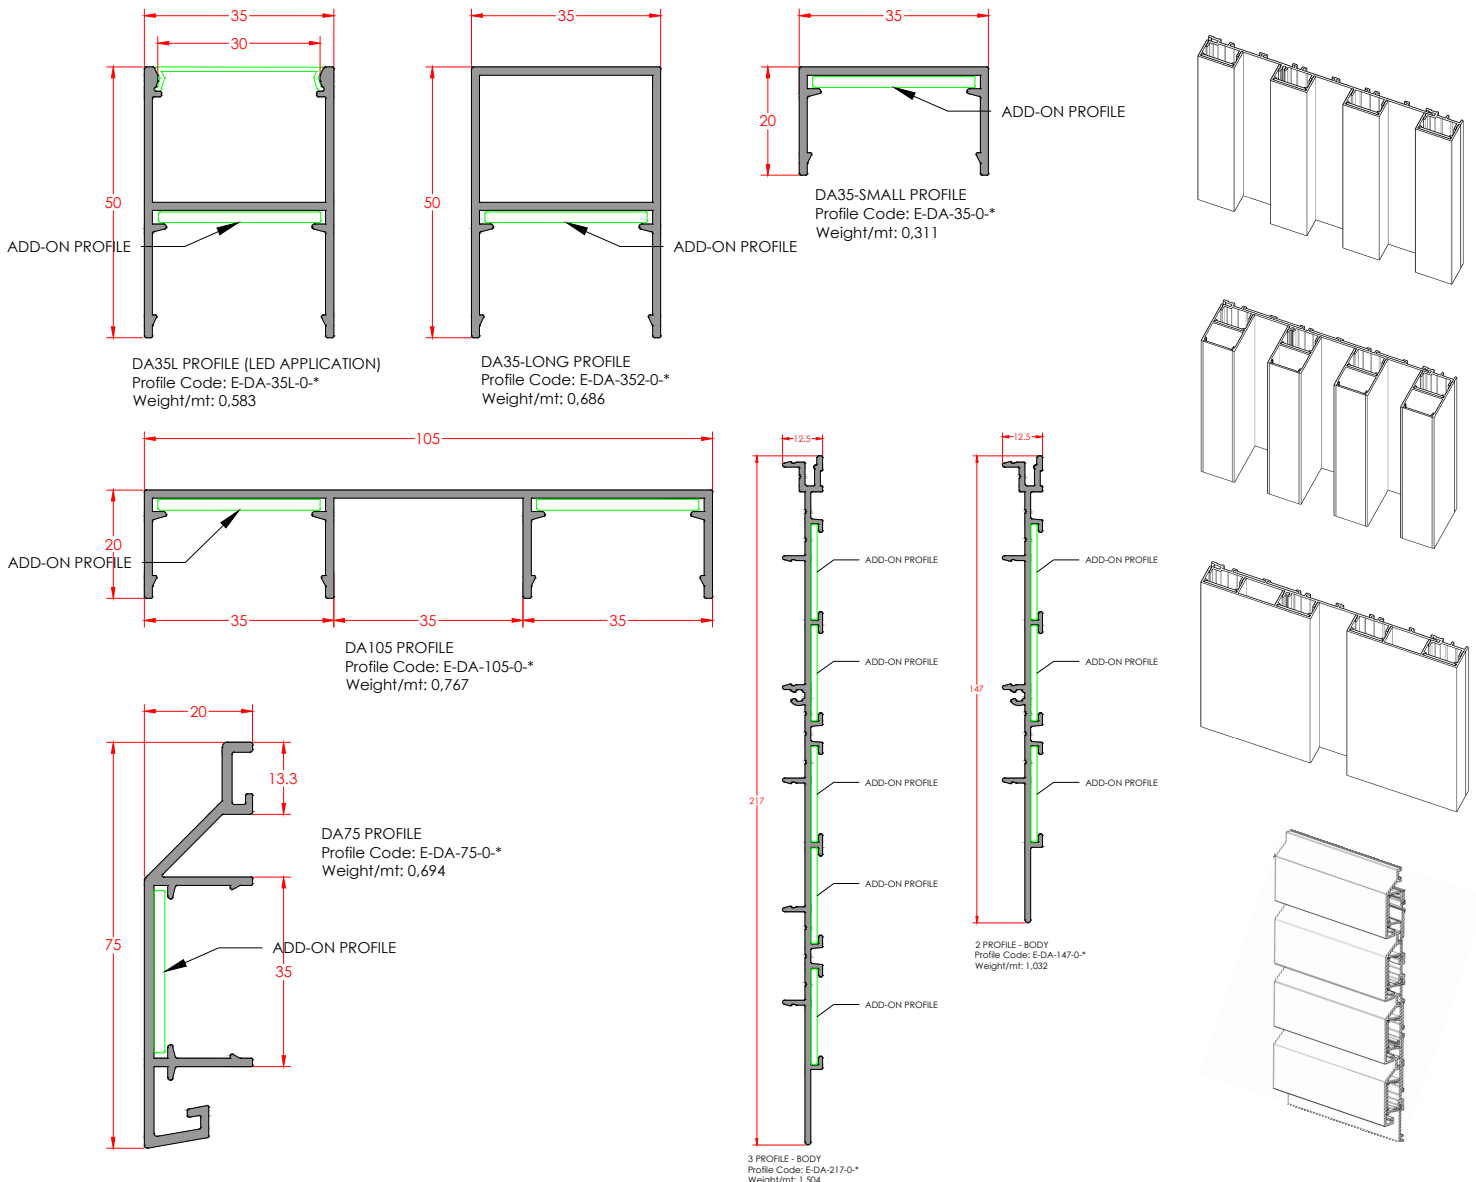 35
30
50
ADD-ON PROFILE
DA35L PROFILE (LED APPLICATION)
Profile Code: E-DA-35L-0-*
Weight/mt: 0,583
35
50
ADD-ON PROFILE
DA35-LONG PROFILE
Profile Code: E-DA-352-0-*
Weight/mt: 0,686
35
20
ADD-ON PROFILE
DA35-SMALL PROFILE
Profile Code: E-DA-35-0-*
Weight/mt: 0,311
105
20
ADD-ON PROFILE
35
35
35
DA105 PROFILE
Profile Code: E-DA-105-0-*
Weight/mt: 0,767
20
13.3
75
35
ADD-ON PROFILE
DA75 PROFILE
Profile Code: E-DA-75-0-*
Weight/mt: 0,694
12.5
217
ADD-ON PROFILE
ADD-ON PROFILE
ADD-ON PROFILE
ADD-ON PROFILE
ADD-ON PROFILE
3 PROFILE - BODY
Profile Code: E-DA-217-0-*
Weight/mt: 1,504
12.5
147
ADD-ON PROFILE
ADD-ON PROFILE
ADD-ON PROFILE
2 PROFILE - BODY
Profile Code: E-DA-147-0-*
Weight/mt: 1,032